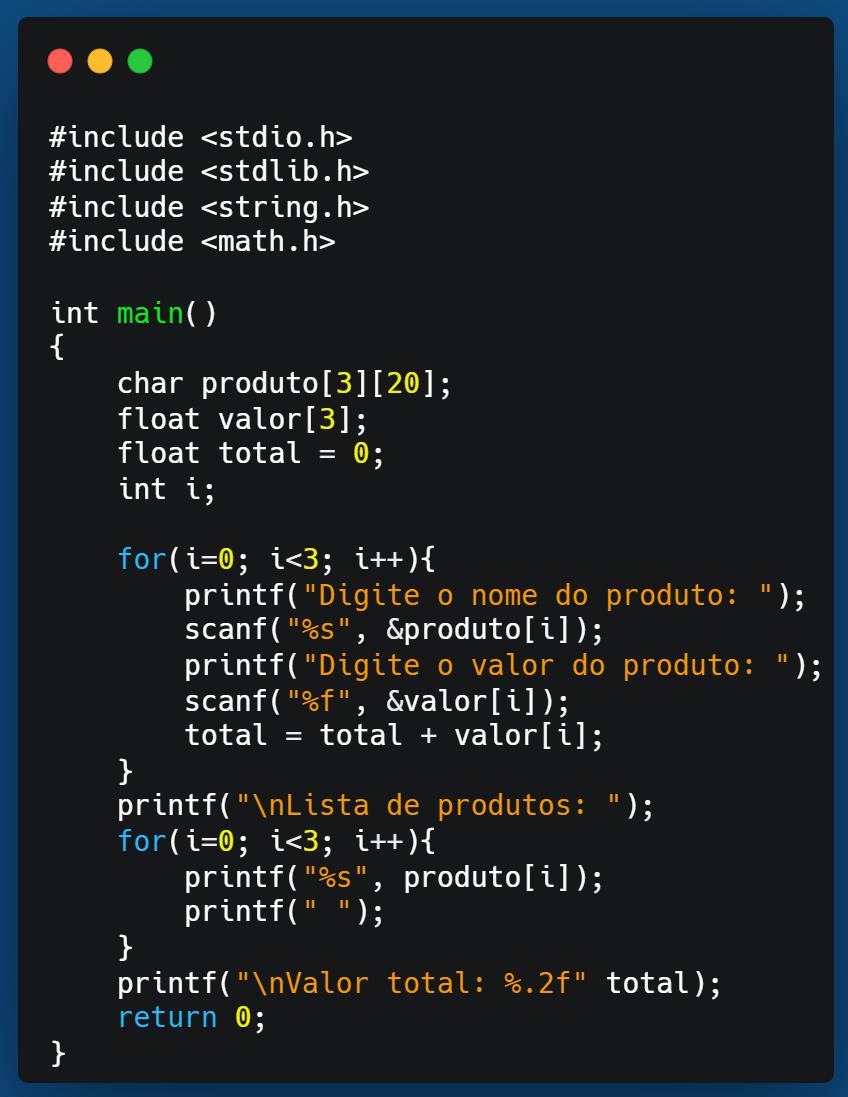 #include <stdio.h>
#include <stdlib.h>
#include <string.h>
#include <math.h>

int main()
{
    char produto[3][20];
    float valor[3];
    float total = 0;
    int i;

    for(i=0; i<3; i++){
        printf("Digite o nome do produto: ");
        scanf("%s", &produto[i]);
        printf("Digite o valor do produto: ");
        scanf("%f", &valor[i]);
        total = total + valor[i];
    }
    printf("\nLista de produtos: ");
    for(i=0; i<3; i++){
        printf("%s", produto[i]);
        printf(" ");
    }
    printf("\nValor total: %.2f" total);
    return 0;
}